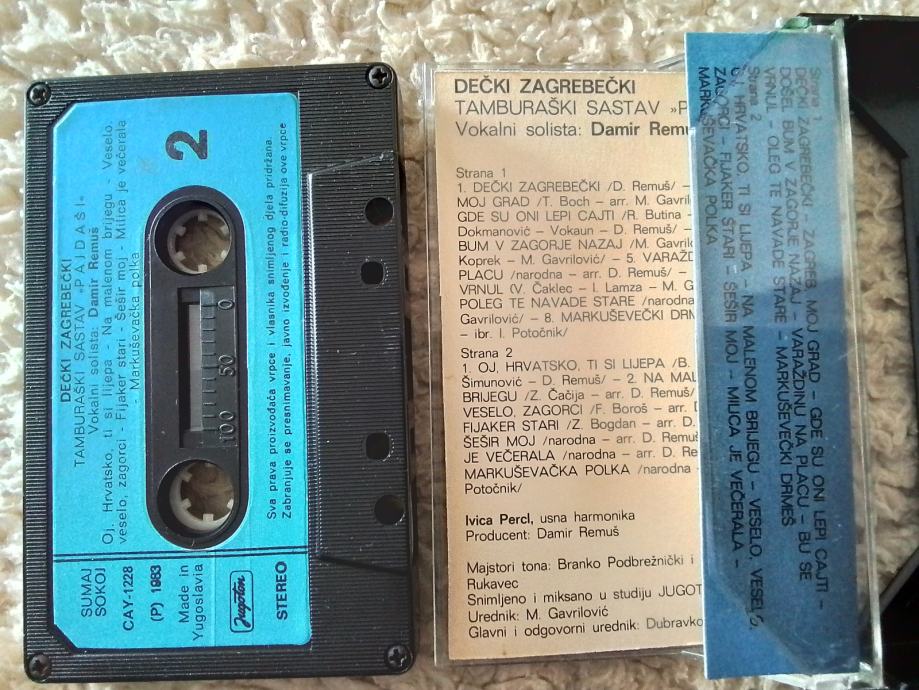 DEČKI ZAGREBEČKI
TAMBURAŠKI SASTAV »PAJDAŠI«
Vokalni solista: Damir Remuš
Oj, Hrvatsko, ti si lijepa - Na malenom brijegu - Veselo,
veselo, zagorci - Fijaker stari - Šešir moj - Milica je večerala
- Markuševačka polka
2
100 50 0
Sva prava proizvođača vrpce i vlasnika snimljenog djela pridržana.
Zabranjuje se presnimavanje, javno izvođenje i radio-difuzija ove vrpce
SUMAJ
SOKOJ
CAY-1228
(P) 1983
Made in
Yugoslavia
Jugoton
STEREO
DEČKI ZAGREBEČKI
TAMBURAŠKI SASTAV »P
Vokalni solista: Damir Remu
Strana 1
1. DEČKI ZAGREBEČKI /D. Remuš/ –
MOJ GRAD /T. Boch – arr. M. Gavril
GDE SU ONI LEPI CAJTI /R. Butina –
Dokmanović – Vokaun – D. Remuš/ –
BUM V ZAGORJE NAZAJ /M. Gavrilo
Koprek – M. Gavrilović/ – 5. VARAŽD
PLACU /narodna – arr. D. Remuš/ –
VRNUL (V. Čaklec – I. Lamza – M. G
POLEG TE NAVADE STARE /narodna
Gavrilović/ – 8. MARKUŠEVEČKI DRM
– ibr. I. Potočnik/
Strana 2
1. OJ, HRVATSKO, TI SI LIJEPA /B.
Šimunović – D. Remuš/ – 2. NA MAL
BRIJEGU /Z. Čačija – arr. D. Remuš/
VESELO, ZAGORCI /F. Boroš – arr. D
FIJAKER STARI /Z. Bogdan – arr. D.
ŠEŠIR MOJ /narodna – arr. D. Remuš
JE VEČERALA /narodna – arr. D. Re
MARKUŠEVAČKA POLKA /narodna –
Potočnik/
Ivica Percl, usna harmonika
Producent: Damir Remuš
Majstori tona: Branko Podbrežnički i
Rukavec
Snimljeno i miksano u studiju JUGOT
Urednik: M. Gavrilović
Glavni i odgovorni urednik: Dubravko
Strana
DEČKI ZAGREBEČKI – ZAGREB, MOJ GRAD – GDE SU ONI LEPI CAJTI –
DOŠEL BUM V ZAGORJE NAZAJ – VARAŽDINU NA PLACU – BU SE
VRNUL – OLEG TE NAVADE STARE – MARKUŠEVEČKI DRMEŠ
Strana 2
OJ, HRVATSKO, TI SI LIJEPA – NA MALENOM BRIJEGU – VESELO, VESELO,
ZAGORCI – FIJAKER STARI – ŠEŠIR MOJ – MILICA JE VEČERALA –
MARKUŠEVAČKA POLKA